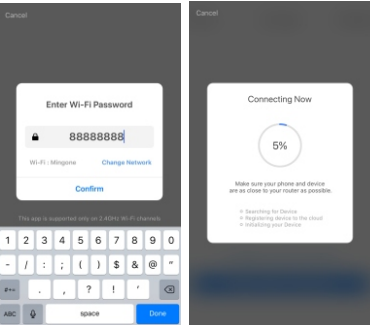 Cancel
Enter Wi-Fi Password
88888888
Wi-Fi : Mingone
Change Network
Confirm
This app is supported only on 2.4GHz Wi-Fi channels.
1 2 3 4 5 6 7 8 9 0
- / : ; ( ) $ & @ "
#+= . , ? ! '
ABC space Done
Cancel
Connecting Now
5%
Make sure your phone and device
are as close to your router as possible.
Searching for Device
Registering device to the cloud
Initializing your Device